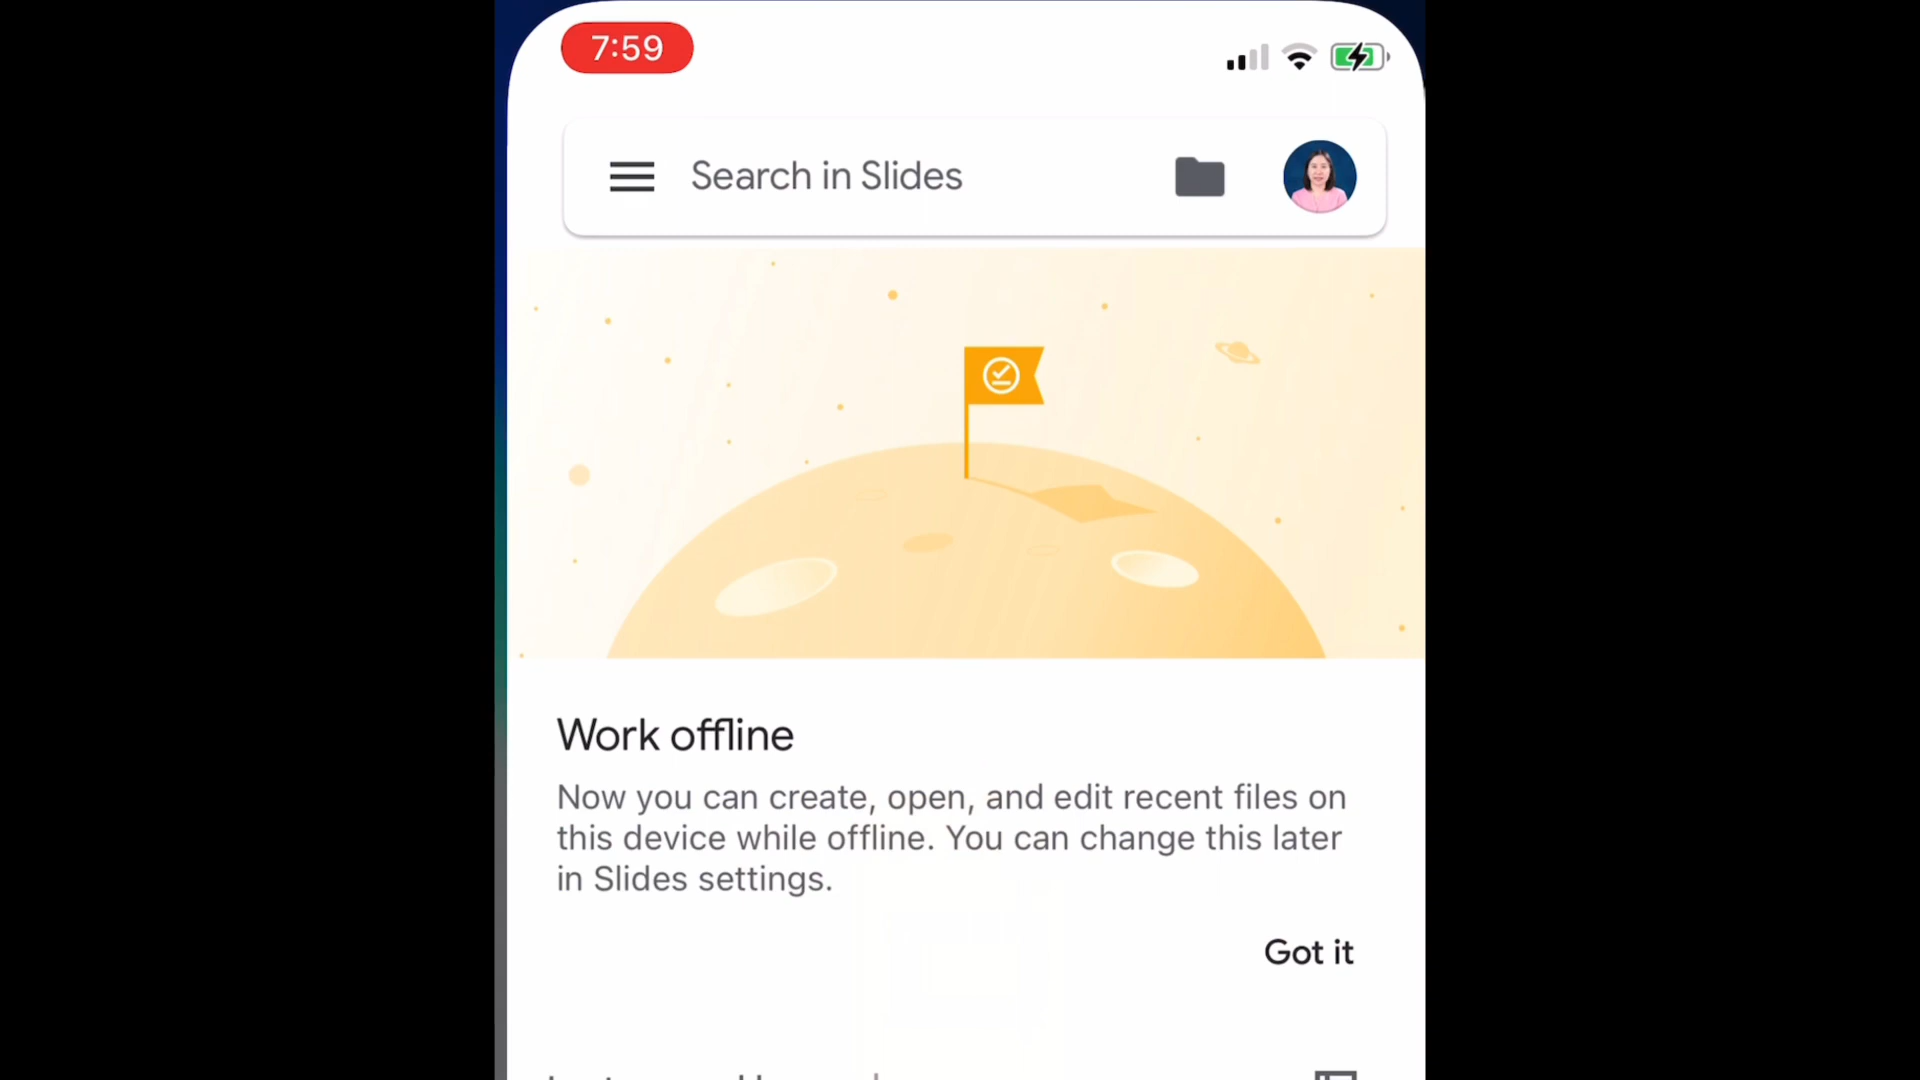 7:59
Search in Slides
Work offline
Now you can create, open, and edit recent files on
this device while offline. You can change this later
in Slides settings.
Got it